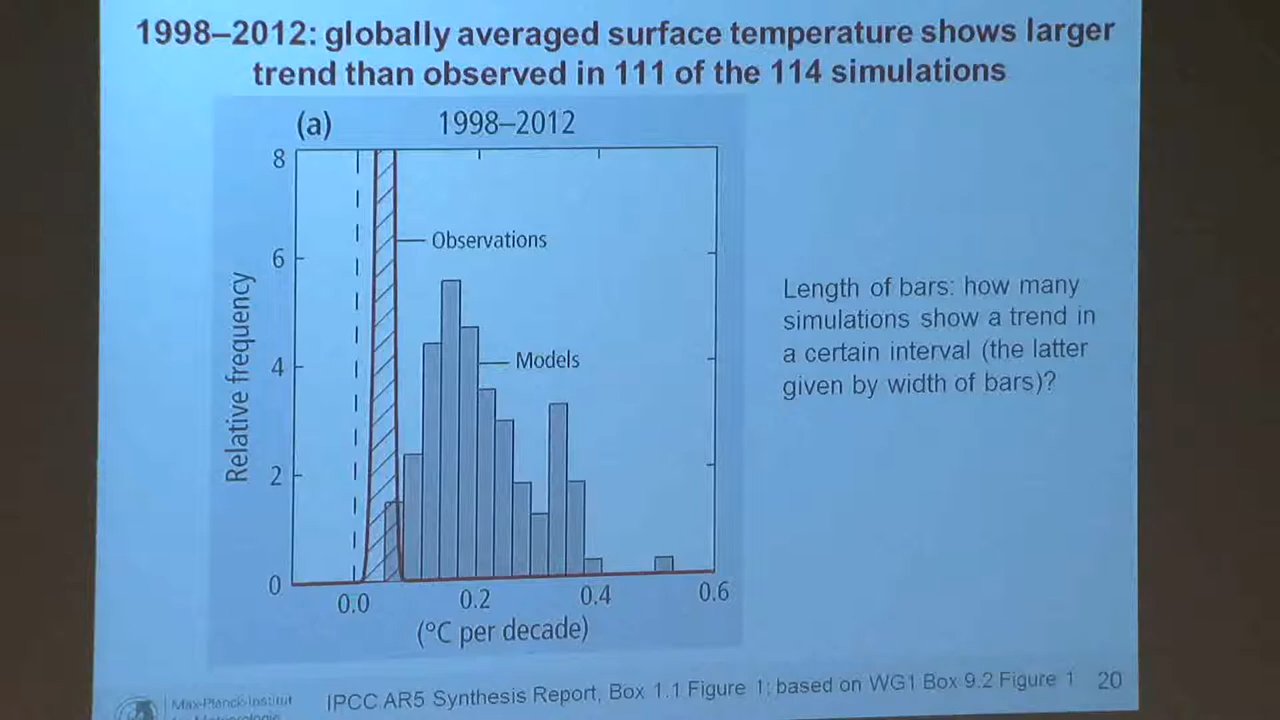 1998–2012: globally averaged surface temperature shows larger
trend than observed in 111 of the 114 simulations
(a) 1998–2012
8
Observations
6
Models
4
2
0
Relative frequency
0.0 0.2 0.4 0.6
(°C per decade)
Length of bars: how many
simulations show a trend in
a certain interval (the latter
given by width of bars)?
Max-Planck-Institut
für Meteorologie
IPCC AR5 Synthesis Report, Box 1.1 Figure 1; based on WG1 Box 9.2 Figure 1 20